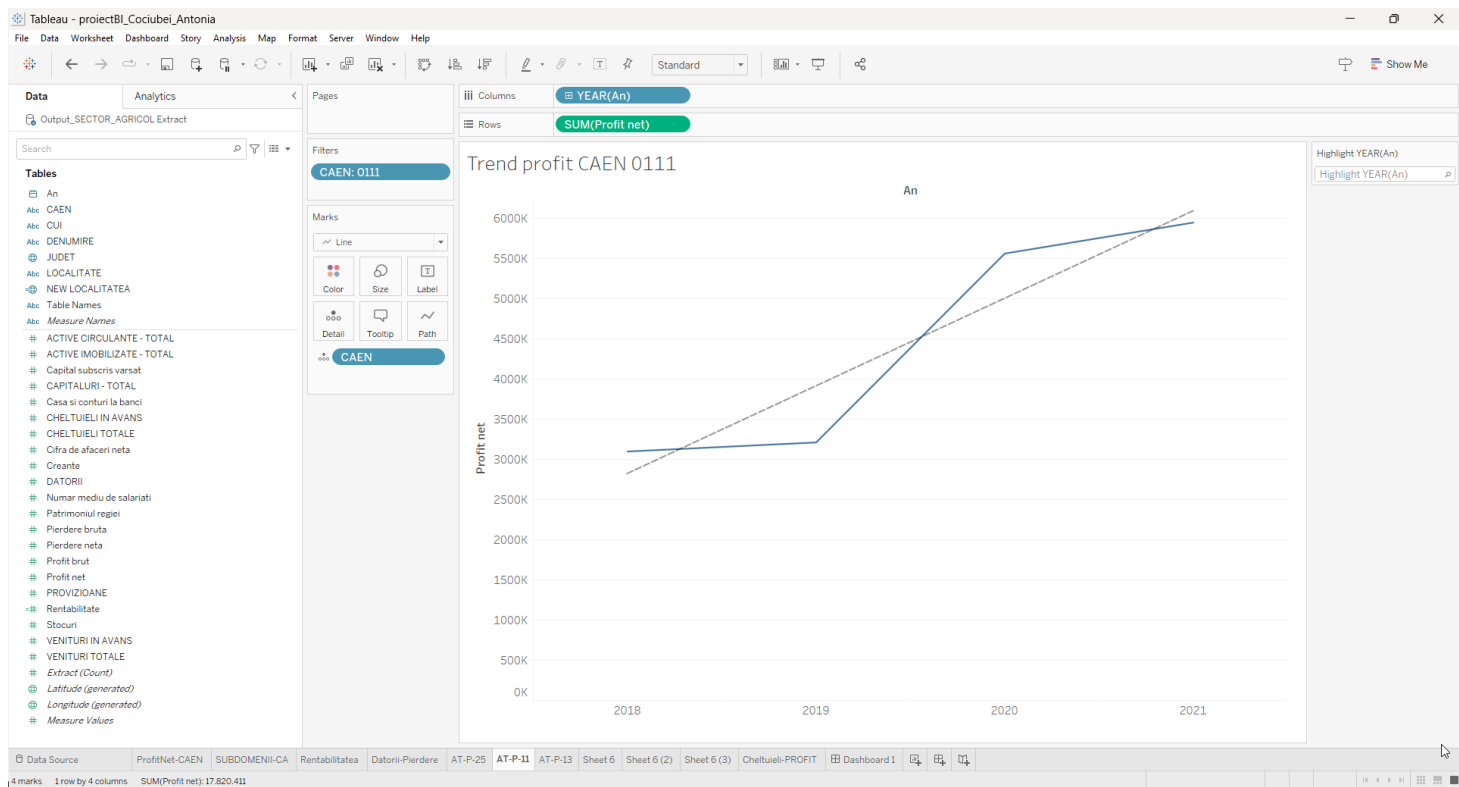 Tableau - proiectBI_Cociubei_Antonia
File Data Worksheet Dashboard Story Analysis Map Format Server Window Help
Standard
Show Me
Data Analytics
Output_SECTOR_AGRICOL Extract
Search
Tables
An
Abc CAEN
Abc CUI
Abc DENUMIRE
JUDET
Abc LOCALITATE
NEW LOCALITATEA
Abc Table Names
Abc Measure Names
ACTIVE CIRCULANTE - TOTAL
ACTIVE IMOBILIZATE - TOTAL
Capital subscris varsat
CAPITALURI - TOTAL
Casa si conturi la banci
CHELTUIELI IN AVANS
CHELTUIELI TOTALE
Cifra de afaceri neta
Creante
DATORII
Numar mediu de salariati
Patrimoniul regiei
Pierdere bruta
Pierdere neta
Profit brut
Profit net
PROVIZIOANE
Rentabilitate
Stocuri
VENITURI IN AVANS
VENITURI TOTALE
Extract (Count)
Latitude (generated)
Longitude (generated)
Measure Values
Pages
Filters
CAEN: 0111
Marks
Line
Color Size Label
Detail Tooltip Path
CAEN
Columns YEAR(An)
Rows SUM(Profit net)
Trend profit CAEN 0111
An
6000K
5500K
5000K
4500K
4000K
3500K
3000K
2500K
2000K
1500K
1000K
500K
0K
Profit net
2018 2019 2020 2021
Highlight YEAR(An)
Highlight YEAR(An)
Data Source ProfitNet-CAEN SUBDOMENII-CA Rentabilitatea Datorii-Pierdere AT-P-25 AT-P-11 AT-P-13 Sheet 6 Sheet 6 (2) Sheet 6 (3) Cheltuieli-PROFIT Dashboard 1
4 marks 1 row by 4 columns SUM(Profit net): 17.820.411